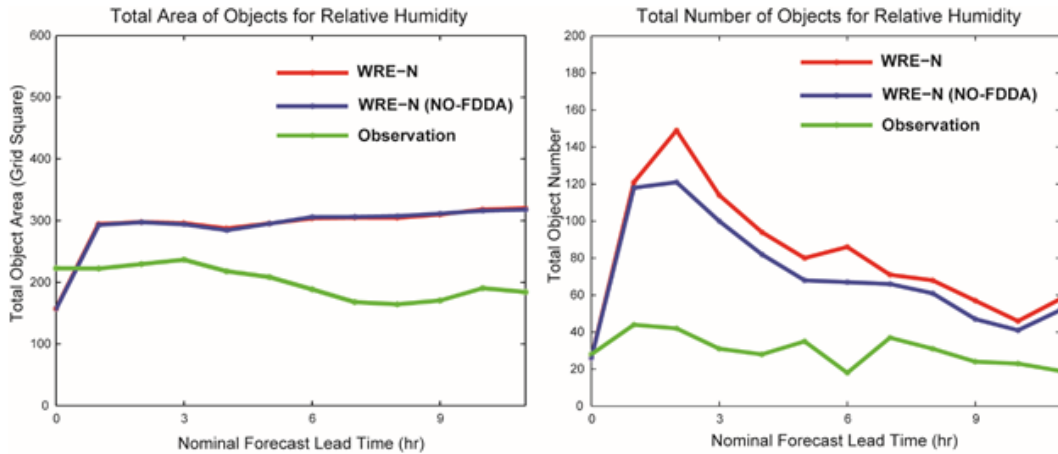 Total Area of Objects for Relative Humidity
600
500
400
300
200
100
0
0
3
6
9
Total Object Area (Grid Square)
Nominal Forecast Lead Time (hr)
WRE-N
WRE-N (NO-FDDA)
Observation
Total Number of Objects for Relative Humidity
200
180
160
140
120
100
80
60
40
20
0
0
3
6
9
Total Object Number
Nominal Forecast Lead Time (hr)
WRE-N
WRE-N (NO-FDDA)
Observation